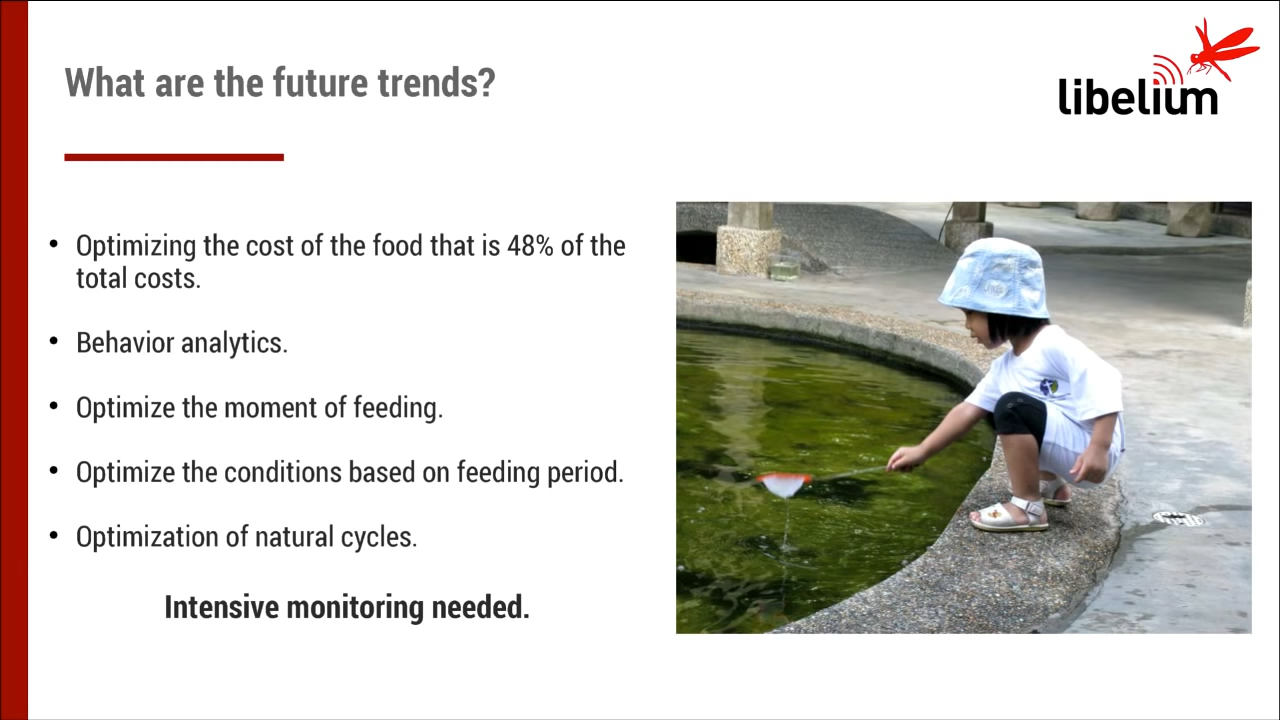 What are the future trends?
libelium
• Optimizing the cost of the food that is 48% of the
total costs.
• Behavior analytics.
• Optimize the moment of feeding.
• Optimize the conditions based on feeding period.
• Optimization of natural cycles.
Intensive monitoring needed.